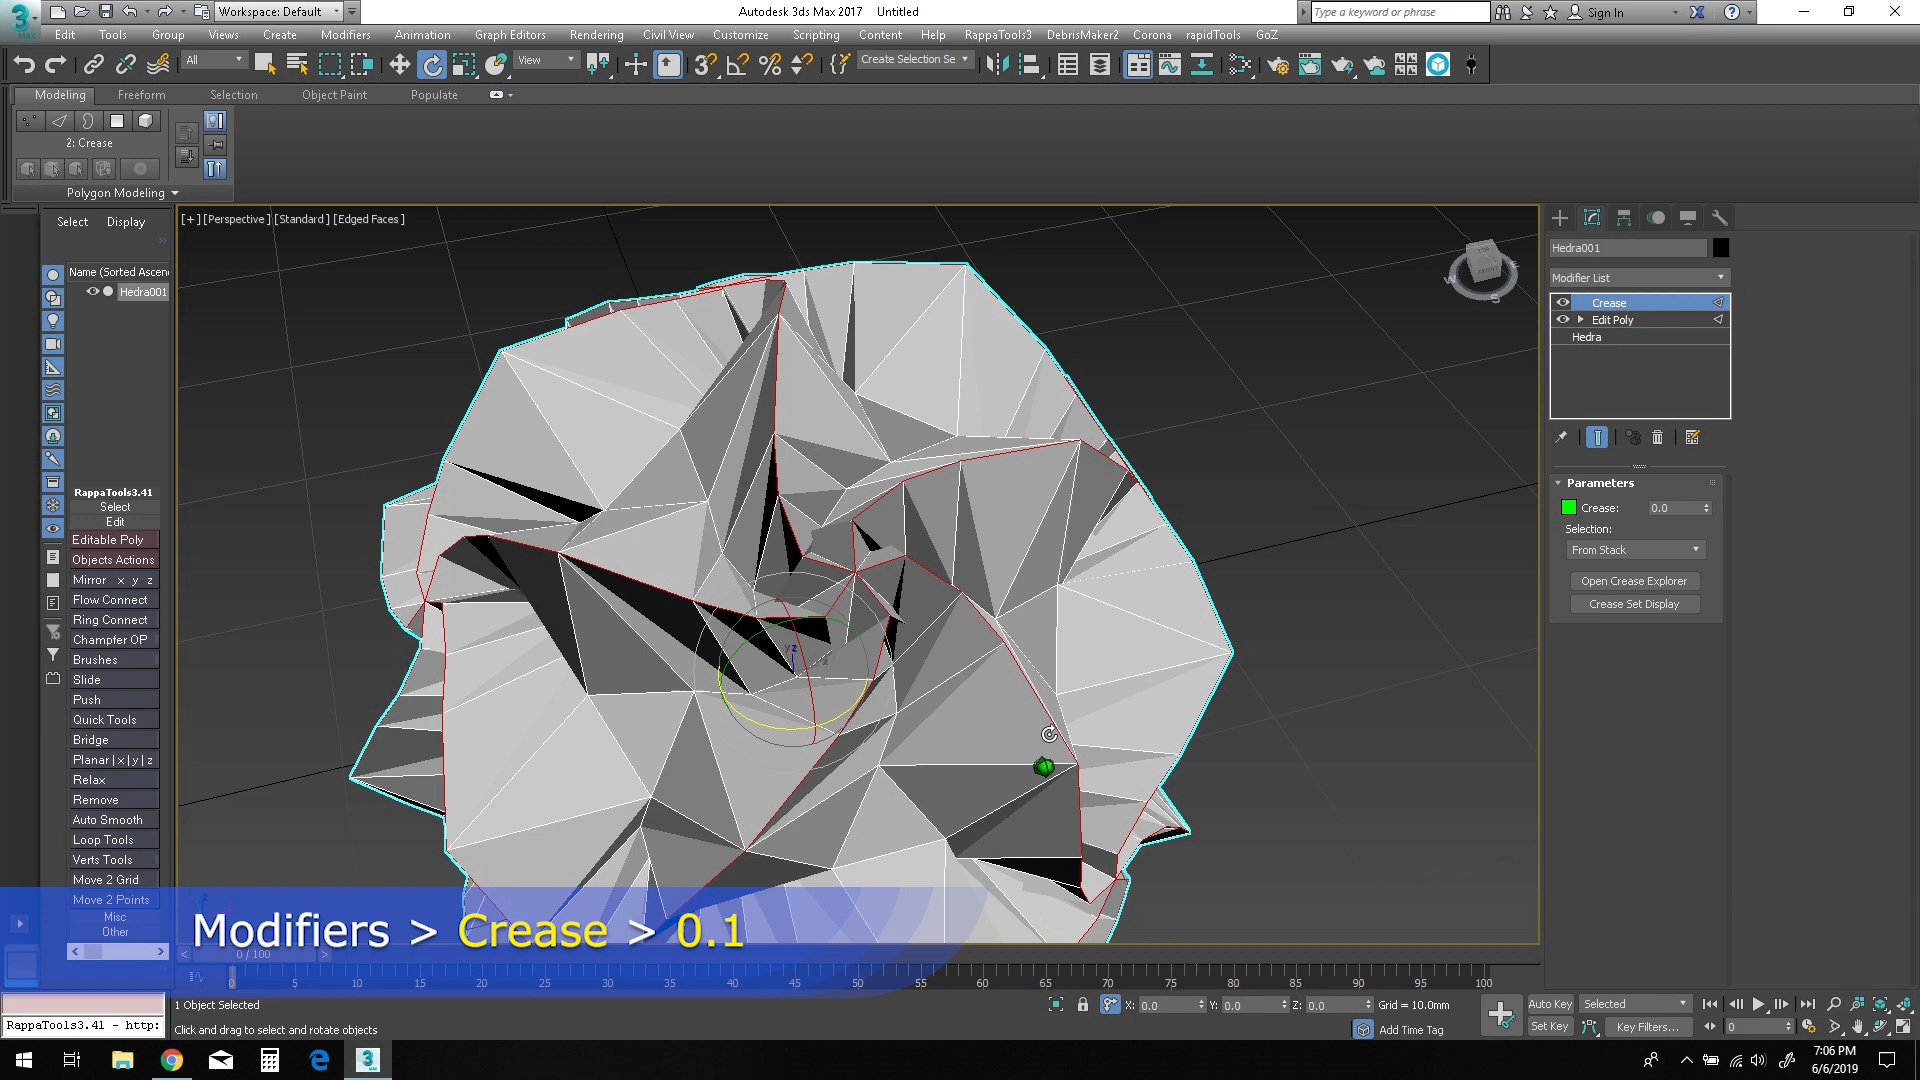 3
MAX
Workspace: Default
Autodesk 3ds Max 2017 Untitled
Type a keyword or phrase
Sign In
Edit Tools Group Views Create Modifiers Animation Graph Editors Rendering Civil View Customize Scripting Content Help RappaTools3 DebrisMaker2 Corona rapidTools GoZ
All
View
Create Selection Se
Modeling Freeform Selection Object Paint Populate
2: Crease
Polygon Modeling
Select Display
Name (Sorted Ascen
Hedra001
RappaTools3.41
Select
Edit
Editable Poly
Objects Actions
Mirror x y z
Flow Connect
Ring Connect
Champfer OP
Brushes
Slide
Push
Quick Tools
Bridge
Planar|x|y|z
Relax
Remove
Auto Smooth
Loop Tools
Verts Tools
Move 2 Grid
Move 2 Points
Misc
Other
[+] [Perspective] [Standard] [Edged Faces]
FRONT
W
S
Hedra001
Modifier List
Crease
Edit Poly
Hedra
Parameters
Crease: 0.0
Selection:
From Stack
Open Crease Explorer
Crease Set Display
Modifiers > Crease > 0.1
0 / 100
0 5 10 15 20 25 30 35 40 45 50 55 60 65 70 75 80 85 90 95 100
1 Object Selected
X: 0.0 Y: 0.0 Z: 0.0 Grid = 10.0mm
Auto Key Selected
RappaTools3.41 - http:
Click and drag to select and rotate objects
Add Time Tag
Set Key Key Filters... 0
7:06 PM
6/6/2019